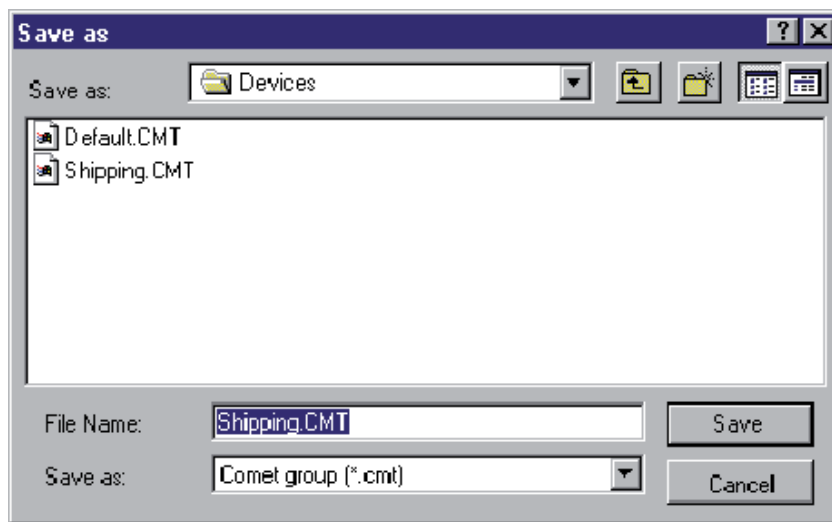 Save as
Save as: Devices
Default.CMT
Shipping.CMT
File Name: Shipping.CMT
Save
Save as: Comet group (*.cmt)
Cancel